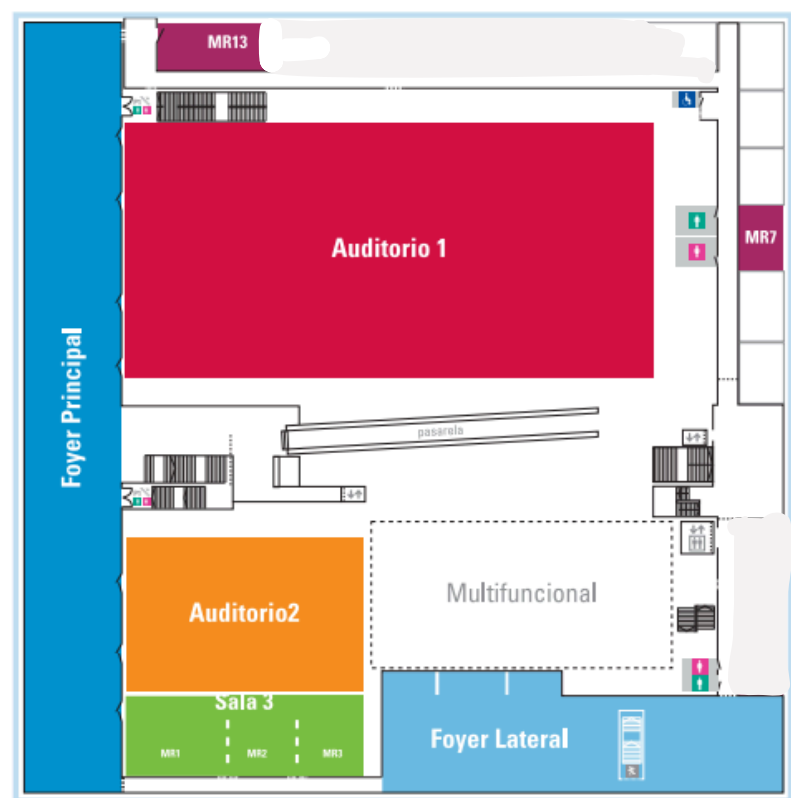 MR13
Auditorio 1
MR7
Foyer Principal
pasarela
Multifuncional
Auditorio2
Sala 3
MR1
MR2
MR3
Foyer Lateral